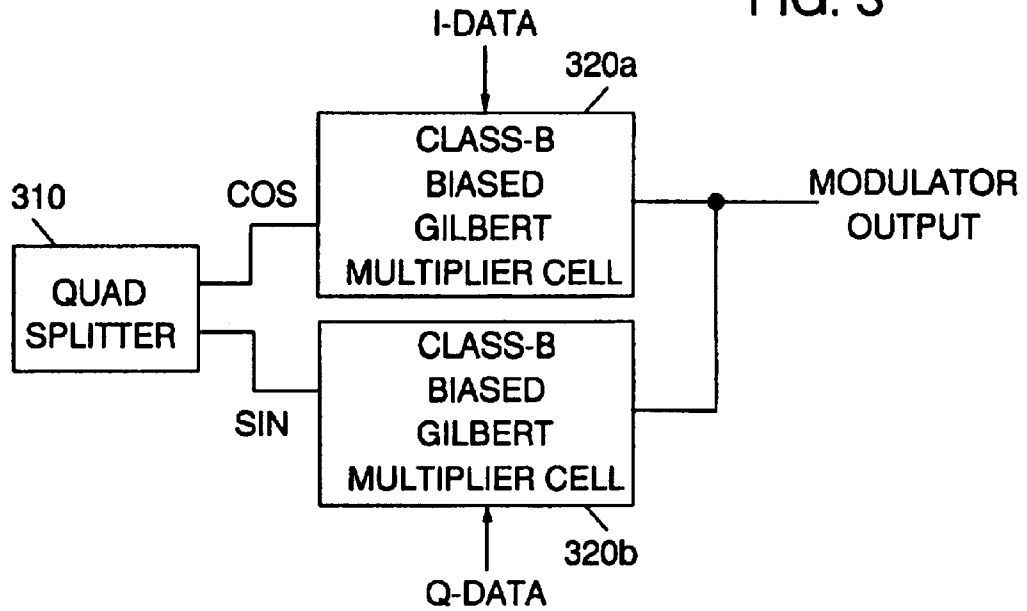 FIG. 3
I-DATA
320a
CLASS-B
BIASED
GILBERT
MULTIPLIER CELL
310
COS
MODULATOR
OUTPUT
QUAD
SPLITTER
SIN
CLASS-B
BIASED
GILBERT
MULTIPLIER CELL
320b
Q-DATA